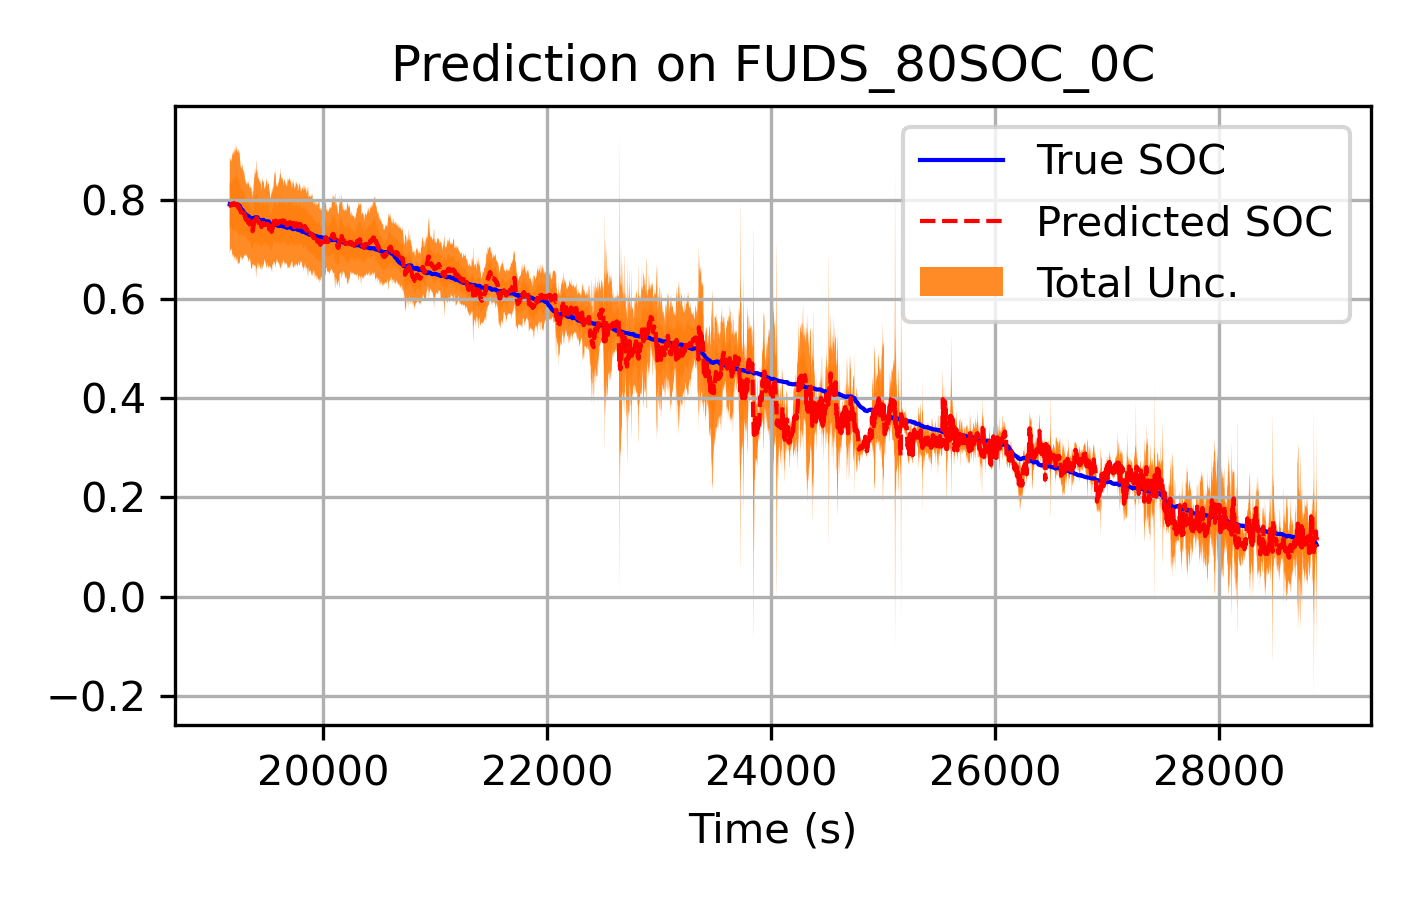 Prediction on FUDS_80SOC_0C
True SOC
Predicted SOC
Total Unc.
0.8
0.6
0.4
0.2
0.0
−0.2
20000 22000 24000 26000 28000
Time (s)